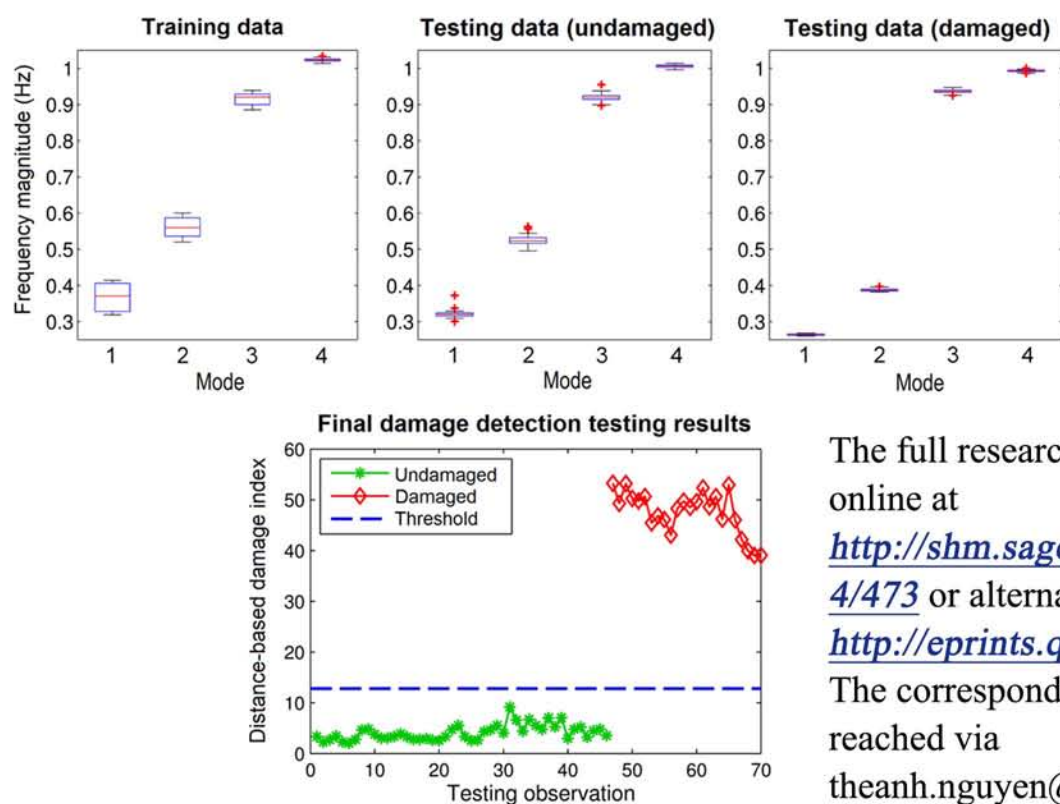 Training data
Testing data (undamaged)
Testing data (damaged)
Frequency magnitude (Hz)
1
0.9
0.8
0.7
0.6
0.5
0.4
0.3
1 2 3 4
Mode
1
0.9
0.8
0.7
0.6
0.5
0.4
0.3
1 2 3 4
Mode
1
0.9
0.8
0.7
0.6
0.5
0.4
0.3
1 2 3 4
Mode
Final damage detection testing results
Distance-based damage index
60
50
40
30
20
10
0
Undamaged
Damaged
Threshold
0 10 20 30 40 50 60 70
Testing observation
The full researc
online at
http://shm.sage
4/473 or alterna
http://eprints.q
The correspond
reached via
theanh.nguyen@